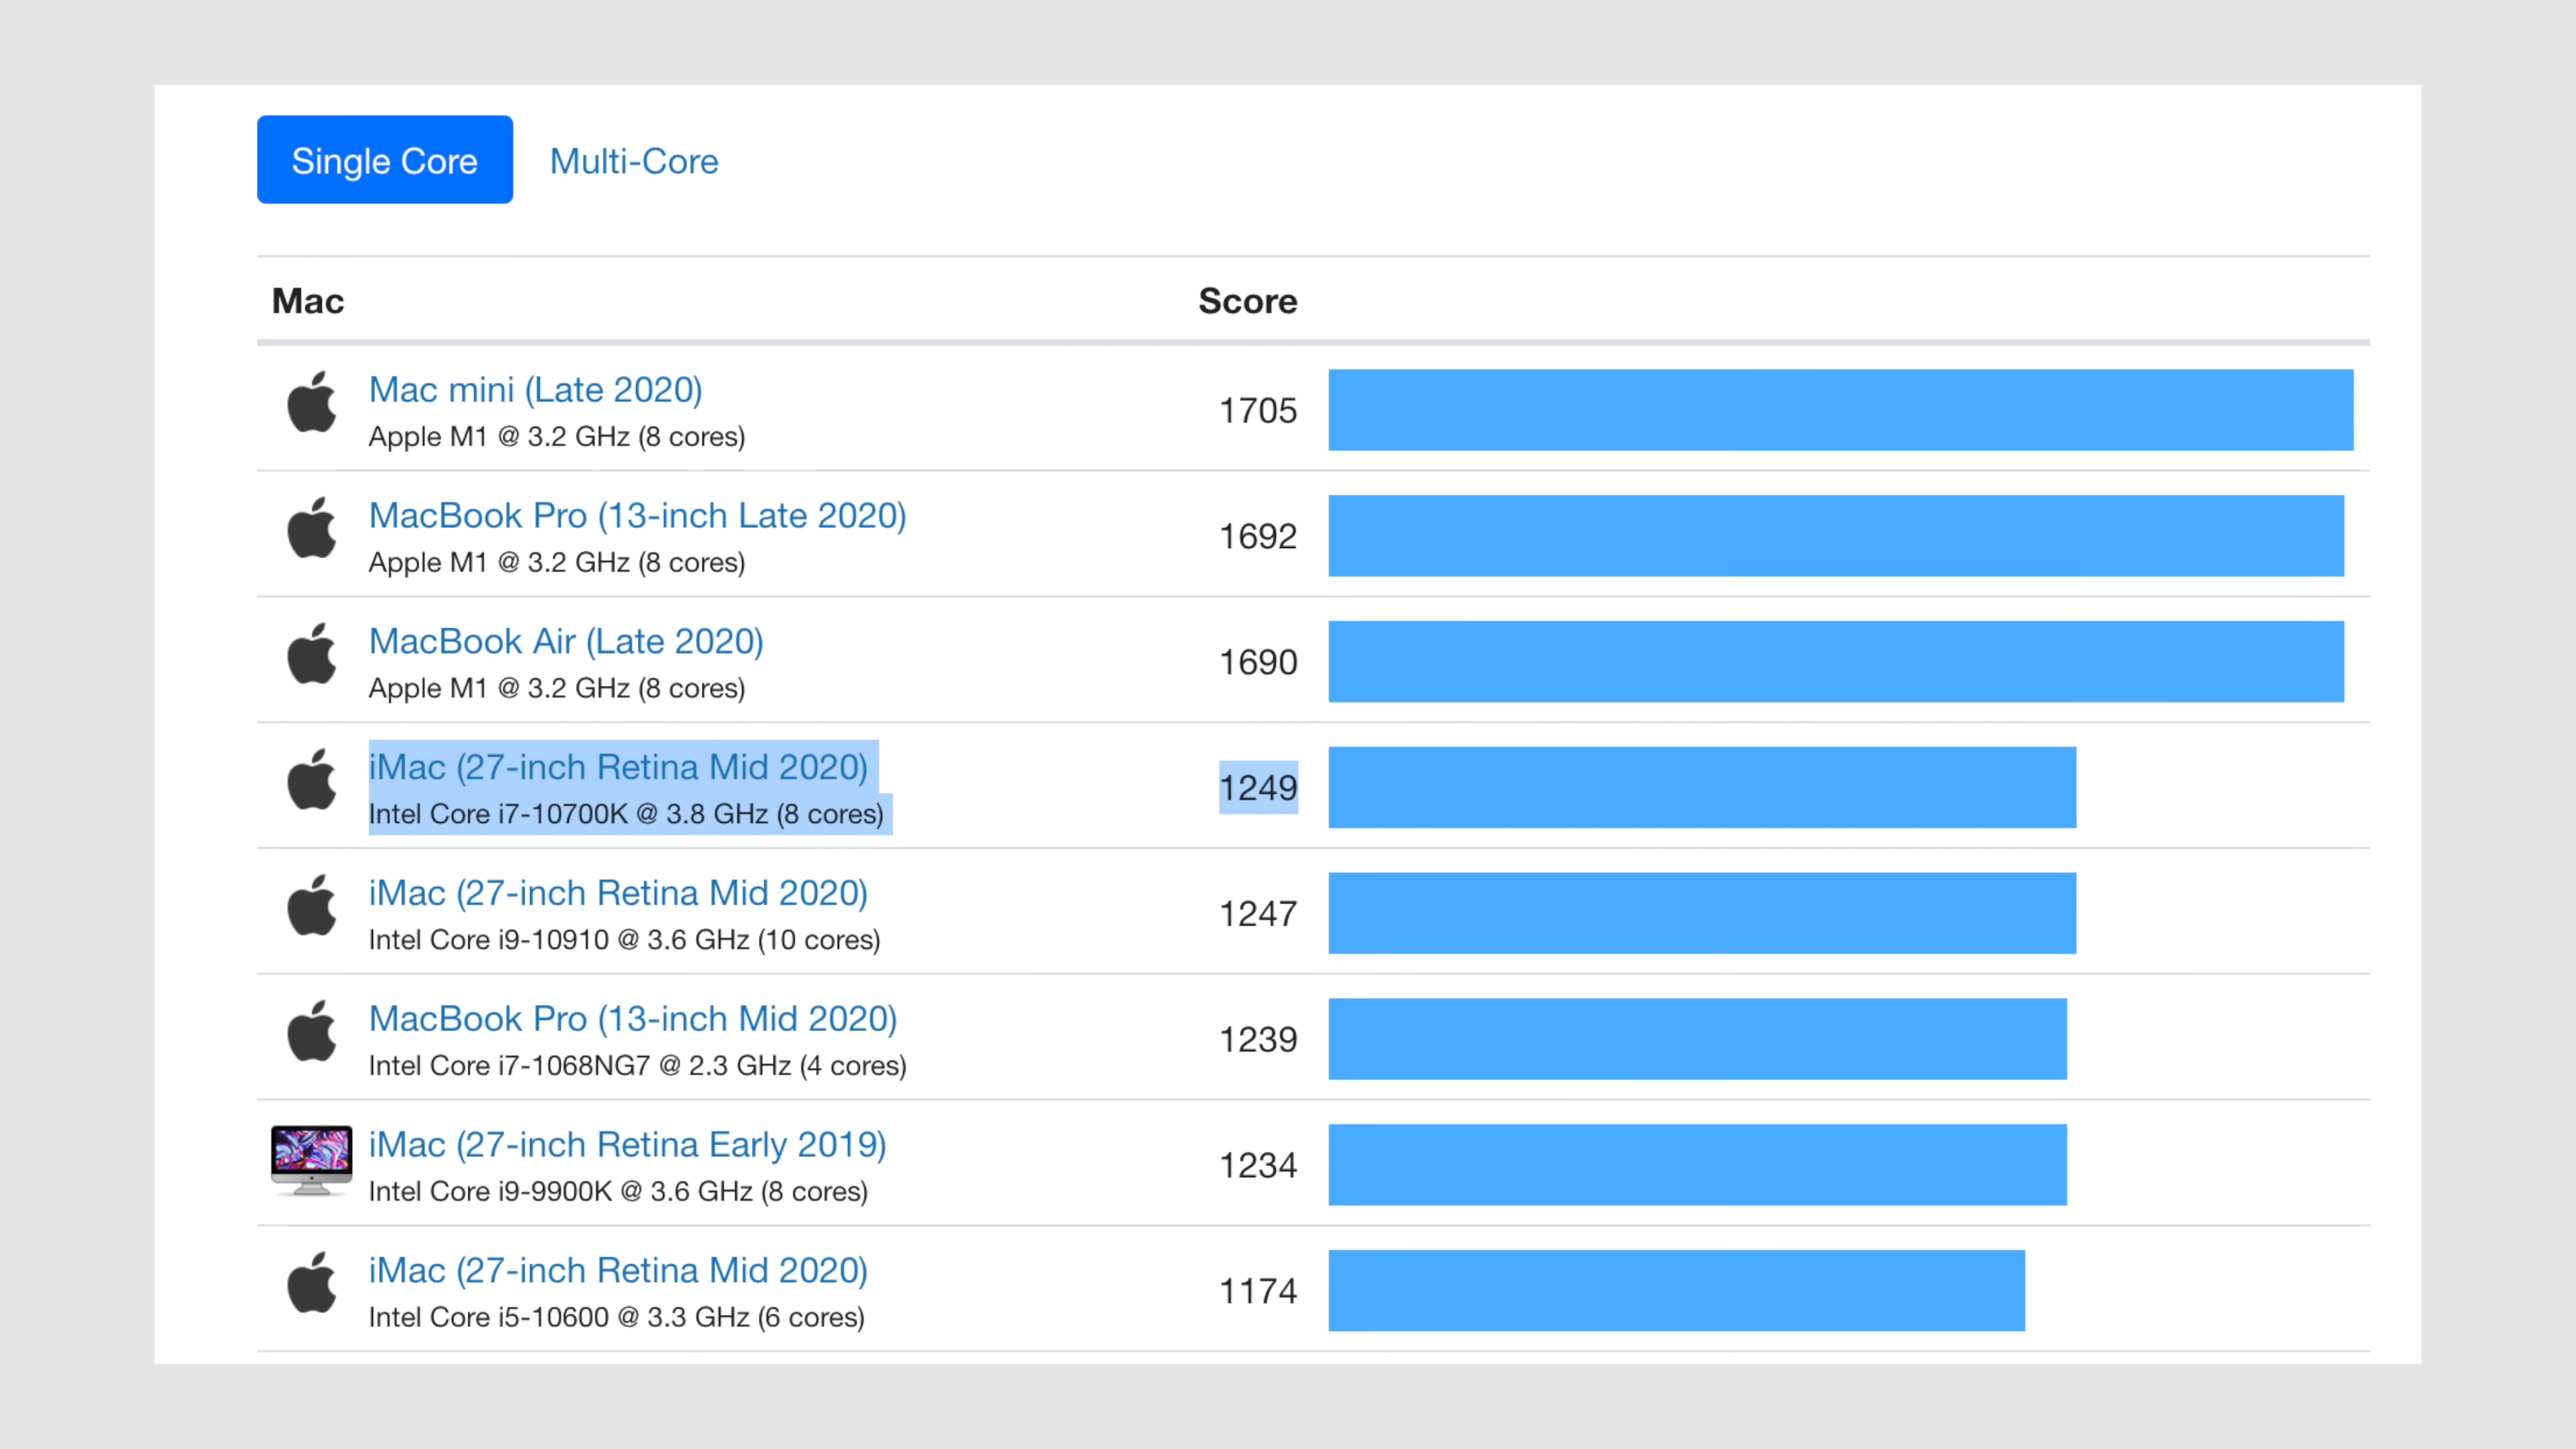 Single Core Multi-Core
Mac Score
Mac mini (Late 2020)
Apple M1 @ 3.2 GHz (8 cores)
1705
MacBook Pro (13-inch Late 2020)
Apple M1 @ 3.2 GHz (8 cores)
1692
MacBook Air (Late 2020)
Apple M1 @ 3.2 GHz (8 cores)
1690
iMac (27-inch Retina Mid 2020)
Intel Core i7-10700K @ 3.8 GHz (8 cores)
1249
iMac (27-inch Retina Mid 2020)
Intel Core i9-10910 @ 3.6 GHz (10 cores)
1247
MacBook Pro (13-inch Mid 2020)
Intel Core i7-1068NG7 @ 2.3 GHz (4 cores)
1239
iMac (27-inch Retina Early 2019)
Intel Core i9-9900K @ 3.6 GHz (8 cores)
1234
iMac (27-inch Retina Mid 2020)
Intel Core i5-10600 @ 3.3 GHz (6 cores)
1174